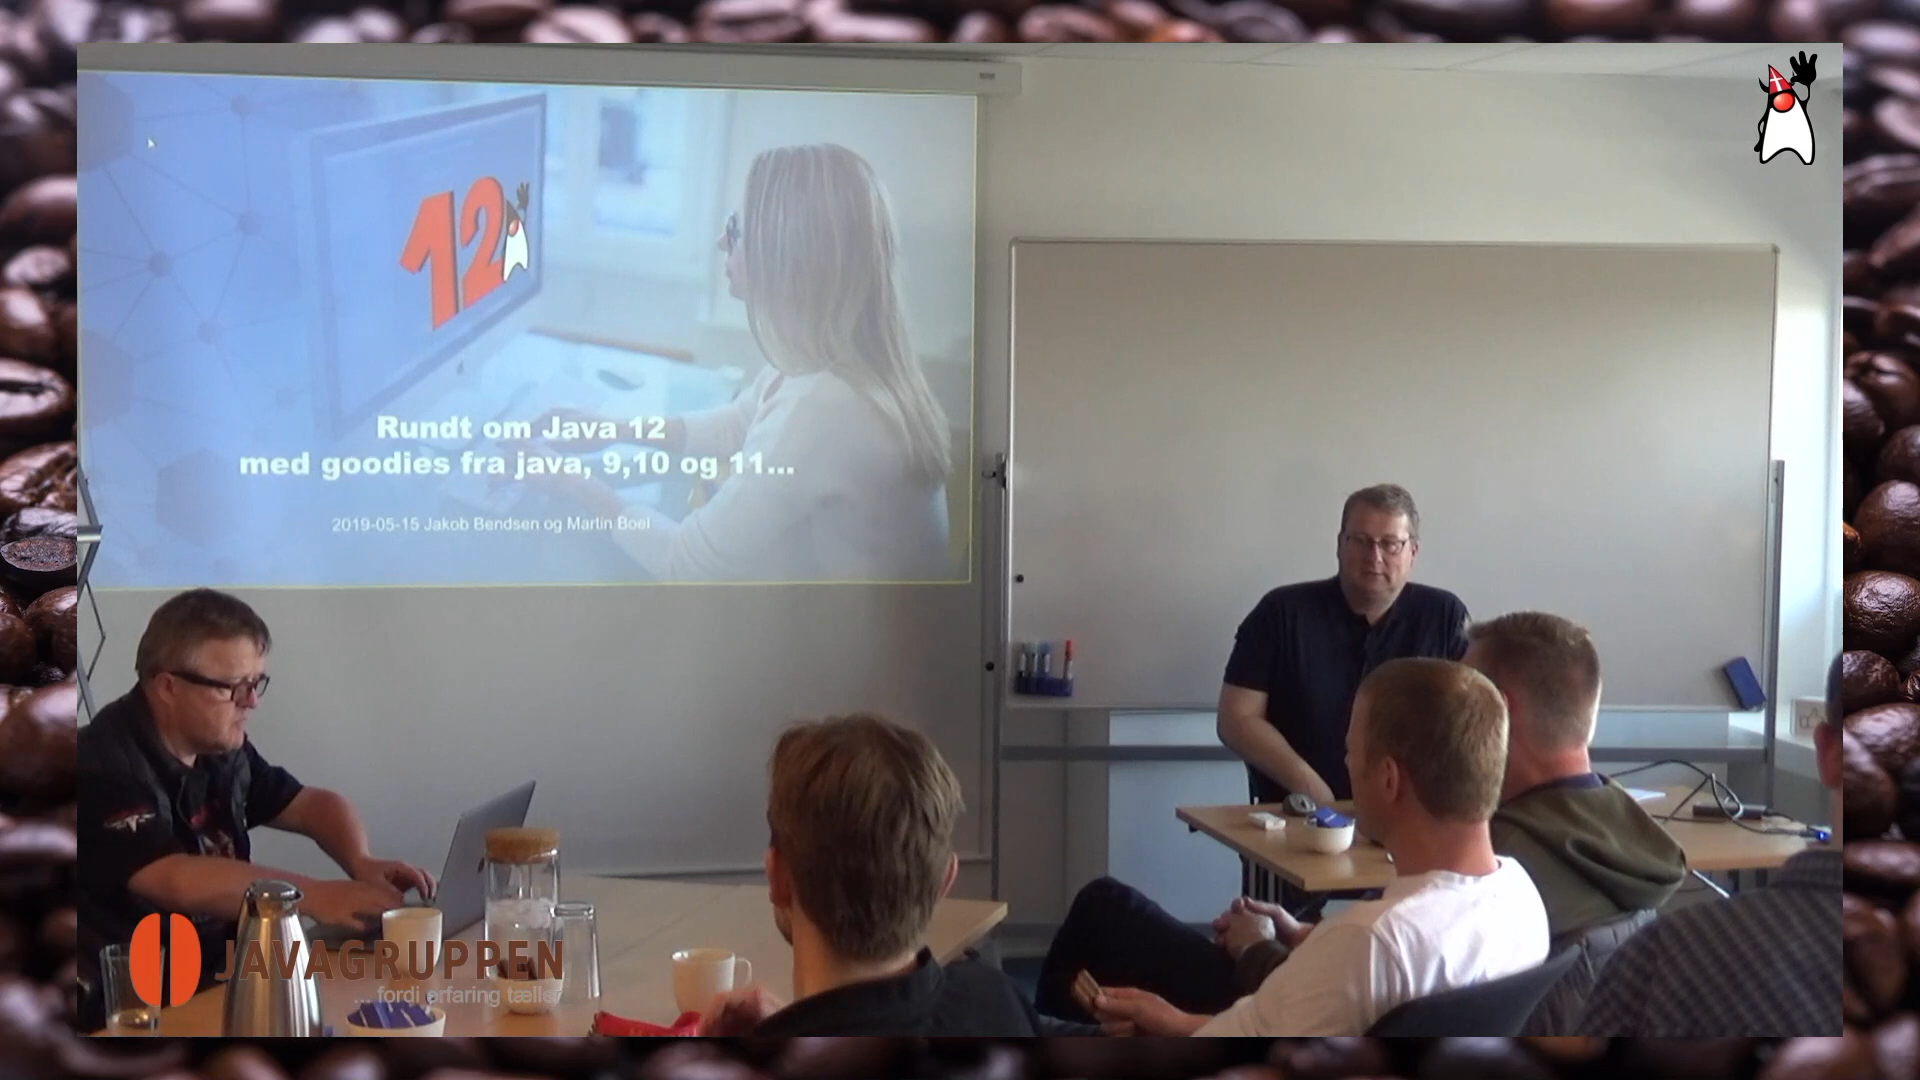 12
Rundt om Java 12
med goodies fra java, 9,10 og 11...
2019-05-15 Jakob Bendsen og Martin Boel
JAVAGRUPPEN
... fordi erfaring tæller